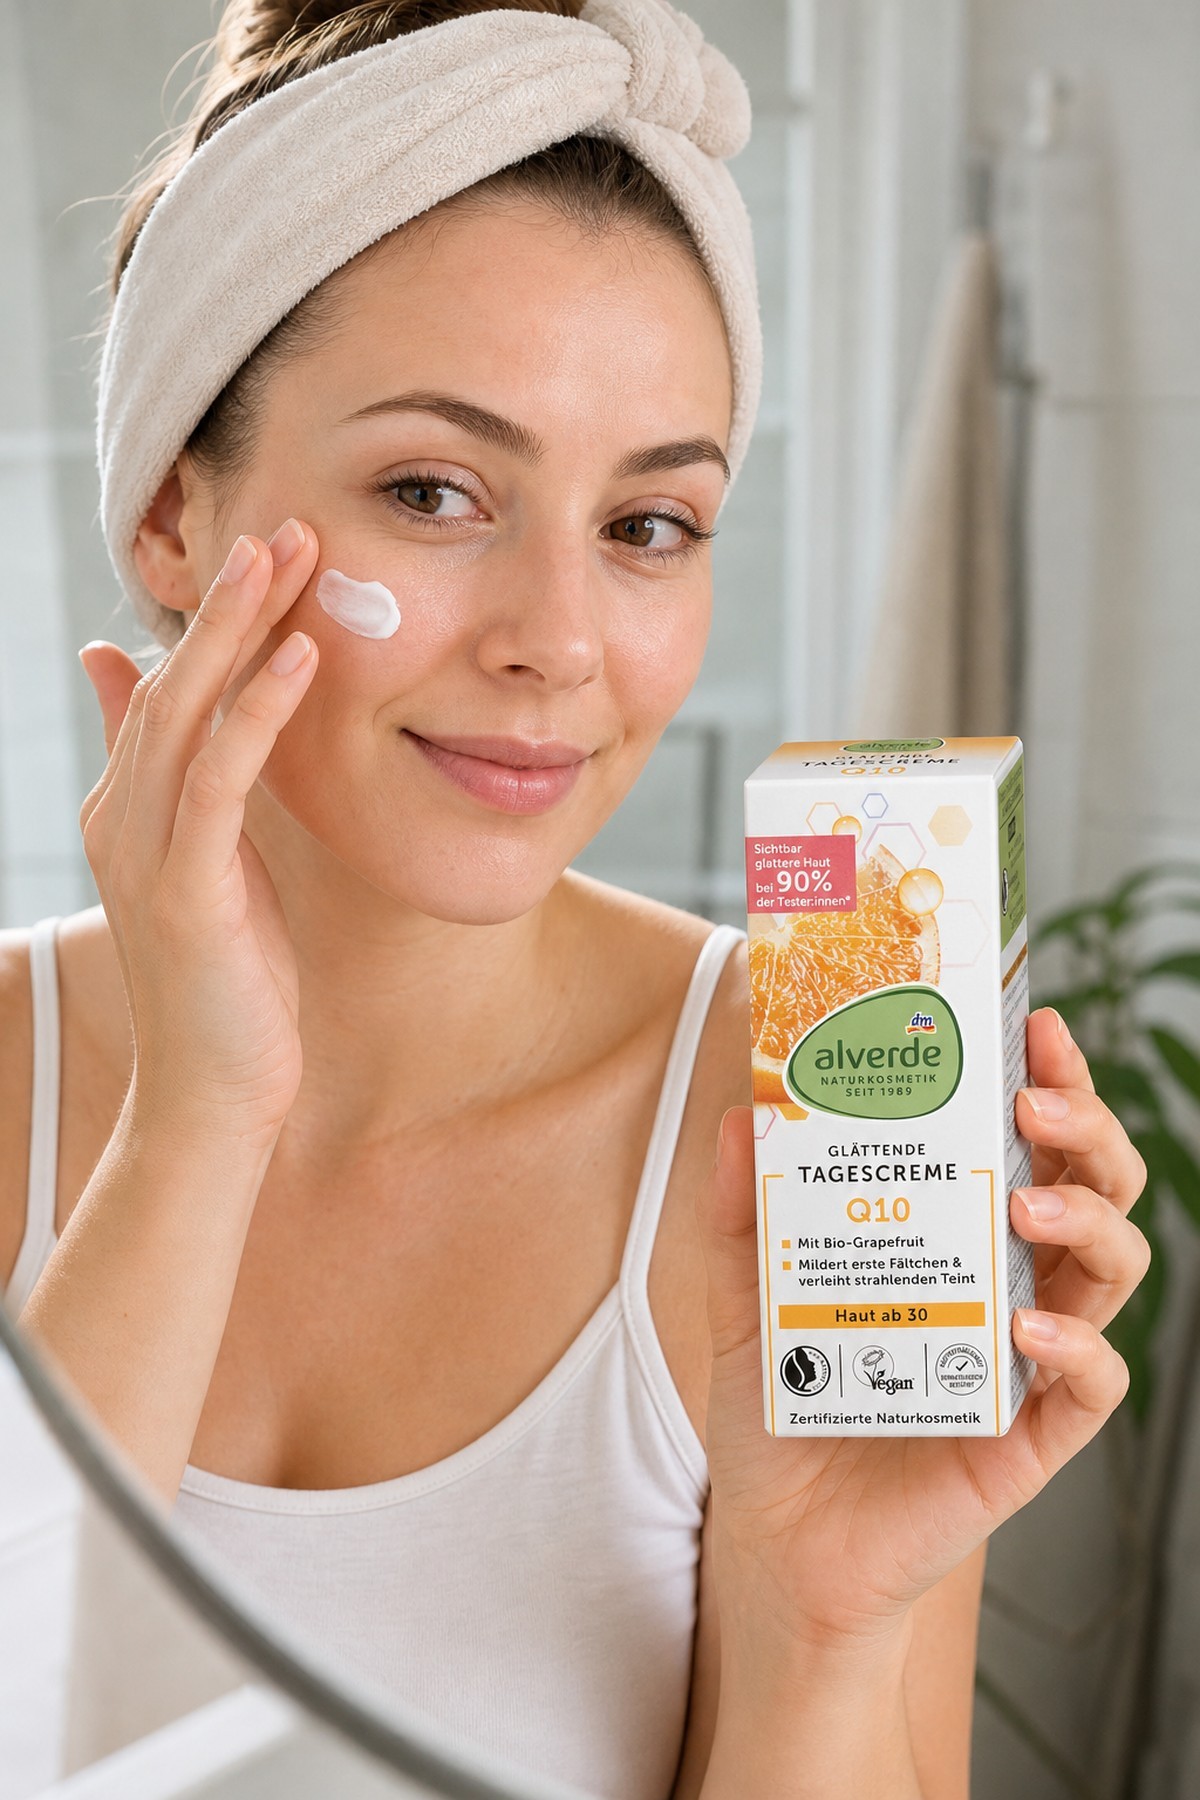 alverde
GLÄTTENDE
TAGESCREME
Q10
Sichtbar
glattere Haut
bei 90%
der Tester:innen*
dm
alverde
NATURKOSMETIK
SEIT 1989
GLÄTTENDE
TAGESCREME
Q10
Mit Bio-Grapefruit
Mildert erste Fältchen &
verleiht strahlenden Teint
Haut ab 30
Vegan
Zertifizierte Naturkosmetik